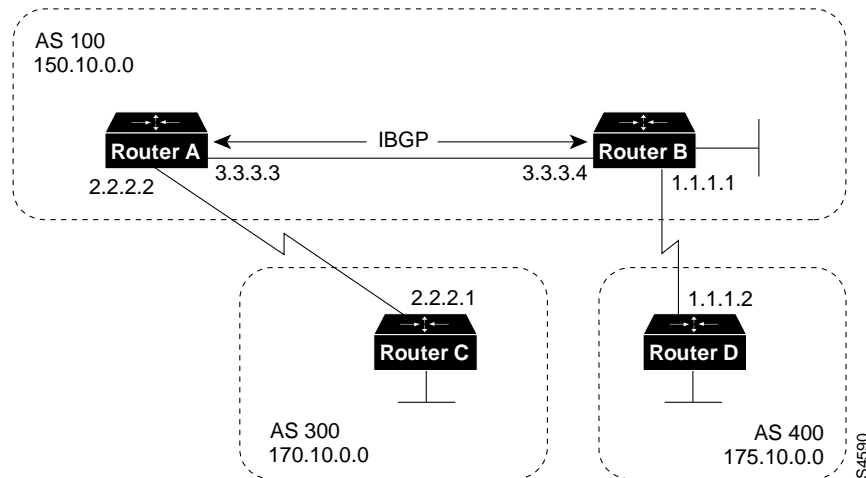 AS 100
150.10.0.0
IBGP
Router A
Router B
3.3.3.3
3.3.3.4
2.2.2.2
1.1.1.1
2.2.2.1
1.1.1.2
Router C
Router D
AS 300
170.10.0.0
AS 400
175.10.0.0
S4590